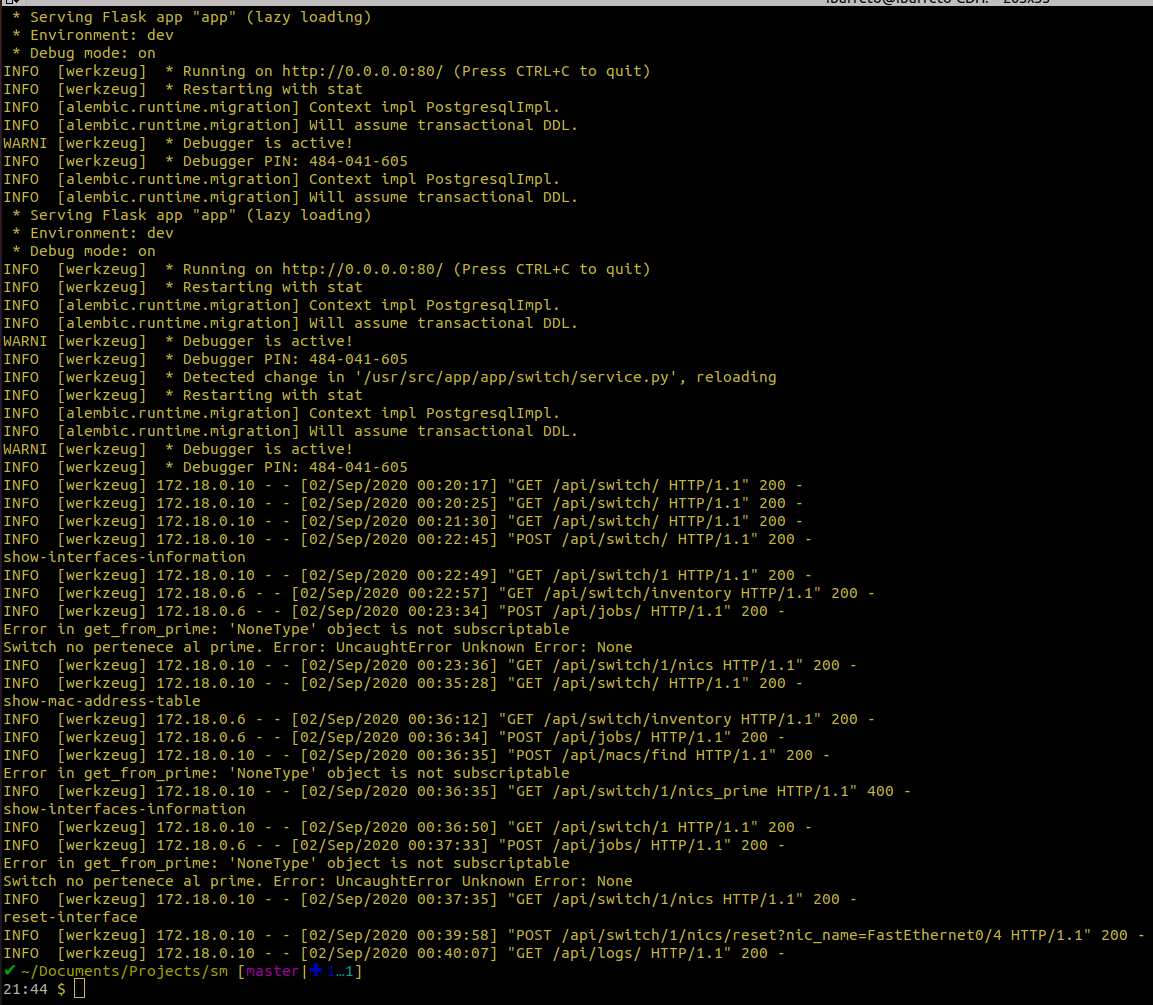 * Serving Flask app "app" (lazy loading)
 * Environment: dev
 * Debug mode: on
INFO  [werkzeug]  * Running on http://0.0.0.0:80/ (Press CTRL+C to quit)
INFO  [werkzeug]  * Restarting with stat
INFO  [alembic.runtime.migration] Context impl PostgresqlImpl.
INFO  [alembic.runtime.migration] Will assume transactional DDL.
WARNI [werkzeug]  * Debugger is active!
INFO  [werkzeug]  * Debugger PIN: 484-041-605
INFO  [alembic.runtime.migration] Context impl PostgresqlImpl.
INFO  [alembic.runtime.migration] Will assume transactional DDL.
 * Serving Flask app "app" (lazy loading)
 * Environment: dev
 * Debug mode: on
INFO  [werkzeug]  * Running on http://0.0.0.0:80/ (Press CTRL+C to quit)
INFO  [werkzeug]  * Restarting with stat
INFO  [alembic.runtime.migration] Context impl PostgresqlImpl.
INFO  [alembic.runtime.migration] Will assume transactional DDL.
WARNI [werkzeug]  * Debugger is active!
INFO  [werkzeug]  * Debugger PIN: 484-041-605
INFO  [werkzeug]  * Detected change in '/usr/src/app/app/switch/service.py', reloading
INFO  [werkzeug]  * Restarting with stat
INFO  [alembic.runtime.migration] Context impl PostgresqlImpl.
INFO  [alembic.runtime.migration] Will assume transactional DDL.
WARNI [werkzeug]  * Debugger is active!
INFO  [werkzeug]  * Debugger PIN: 484-041-605
INFO  [werkzeug] 172.18.0.10 - - [02/Sep/2020 00:20:17] "GET /api/switch/ HTTP/1.1" 200 -
INFO  [werkzeug] 172.18.0.10 - - [02/Sep/2020 00:20:25] "GET /api/switch/ HTTP/1.1" 200 -
INFO  [werkzeug] 172.18.0.10 - - [02/Sep/2020 00:21:30] "GET /api/switch/ HTTP/1.1" 200 -
INFO  [werkzeug] 172.18.0.10 - - [02/Sep/2020 00:22:45] "POST /api/switch/ HTTP/1.1" 200 -
show-interfaces-information
INFO  [werkzeug] 172.18.0.10 - - [02/Sep/2020 00:22:49] "GET /api/switch/1 HTTP/1.1" 200 -
INFO  [werkzeug] 172.18.0.6 - - [02/Sep/2020 00:22:57] "GET /api/switch/inventory HTTP/1.1" 200 -
INFO  [werkzeug] 172.18.0.6 - - [02/Sep/2020 00:23:34] "POST /api/jobs/ HTTP/1.1" 200 -
Error in get_from_prime: 'NoneType' object is not subscriptable
Switch no pertenece al prime. Error: UncaughtError Unknown Error: None
INFO  [werkzeug] 172.18.0.10 - - [02/Sep/2020 00:23:36] "GET /api/switch/1/nics HTTP/1.1" 200 -
INFO  [werkzeug] 172.18.0.10 - - [02/Sep/2020 00:35:28] "GET /api/switch/ HTTP/1.1" 200 -
show-mac-address-table
INFO  [werkzeug] 172.18.0.6 - - [02/Sep/2020 00:36:12] "GET /api/switch/inventory HTTP/1.1" 200 -
INFO  [werkzeug] 172.18.0.6 - - [02/Sep/2020 00:36:34] "POST /api/jobs/ HTTP/1.1" 200 -
INFO  [werkzeug] 172.18.0.10 - - [02/Sep/2020 00:36:35] "POST /api/macs/find HTTP/1.1" 200 -
Error in get_from_prime: 'NoneType' object is not subscriptable
INFO  [werkzeug] 172.18.0.10 - - [02/Sep/2020 00:36:35] "GET /api/switch/1/nics_prime HTTP/1.1" 400 -
show-interfaces-information
INFO  [werkzeug] 172.18.0.10 - - [02/Sep/2020 00:36:50] "GET /api/switch/1 HTTP/1.1" 200 -
INFO  [werkzeug] 172.18.0.6 - - [02/Sep/2020 00:37:33] "POST /api/jobs/ HTTP/1.1" 200 -
Error in get_from_prime: 'NoneType' object is not subscriptable
Switch no pertenece al prime. Error: UncaughtError Unknown Error: None
INFO  [werkzeug] 172.18.0.10 - - [02/Sep/2020 00:37:35] "GET /api/switch/1/nics HTTP/1.1" 200 -
reset-interface
INFO  [werkzeug] 172.18.0.10 - - [02/Sep/2020 00:39:58] "POST /api/switch/1/nics/reset?nic_name=FastEthernet0/4 HTTP/1.1" 200 -
INFO  [werkzeug] 172.18.0.10 - - [02/Sep/2020 00:40:07] "GET /api/logs/ HTTP/1.1" 200 -
✔ ~/Documents/Projects/sm [master|✚ 1…1]
21:44 $